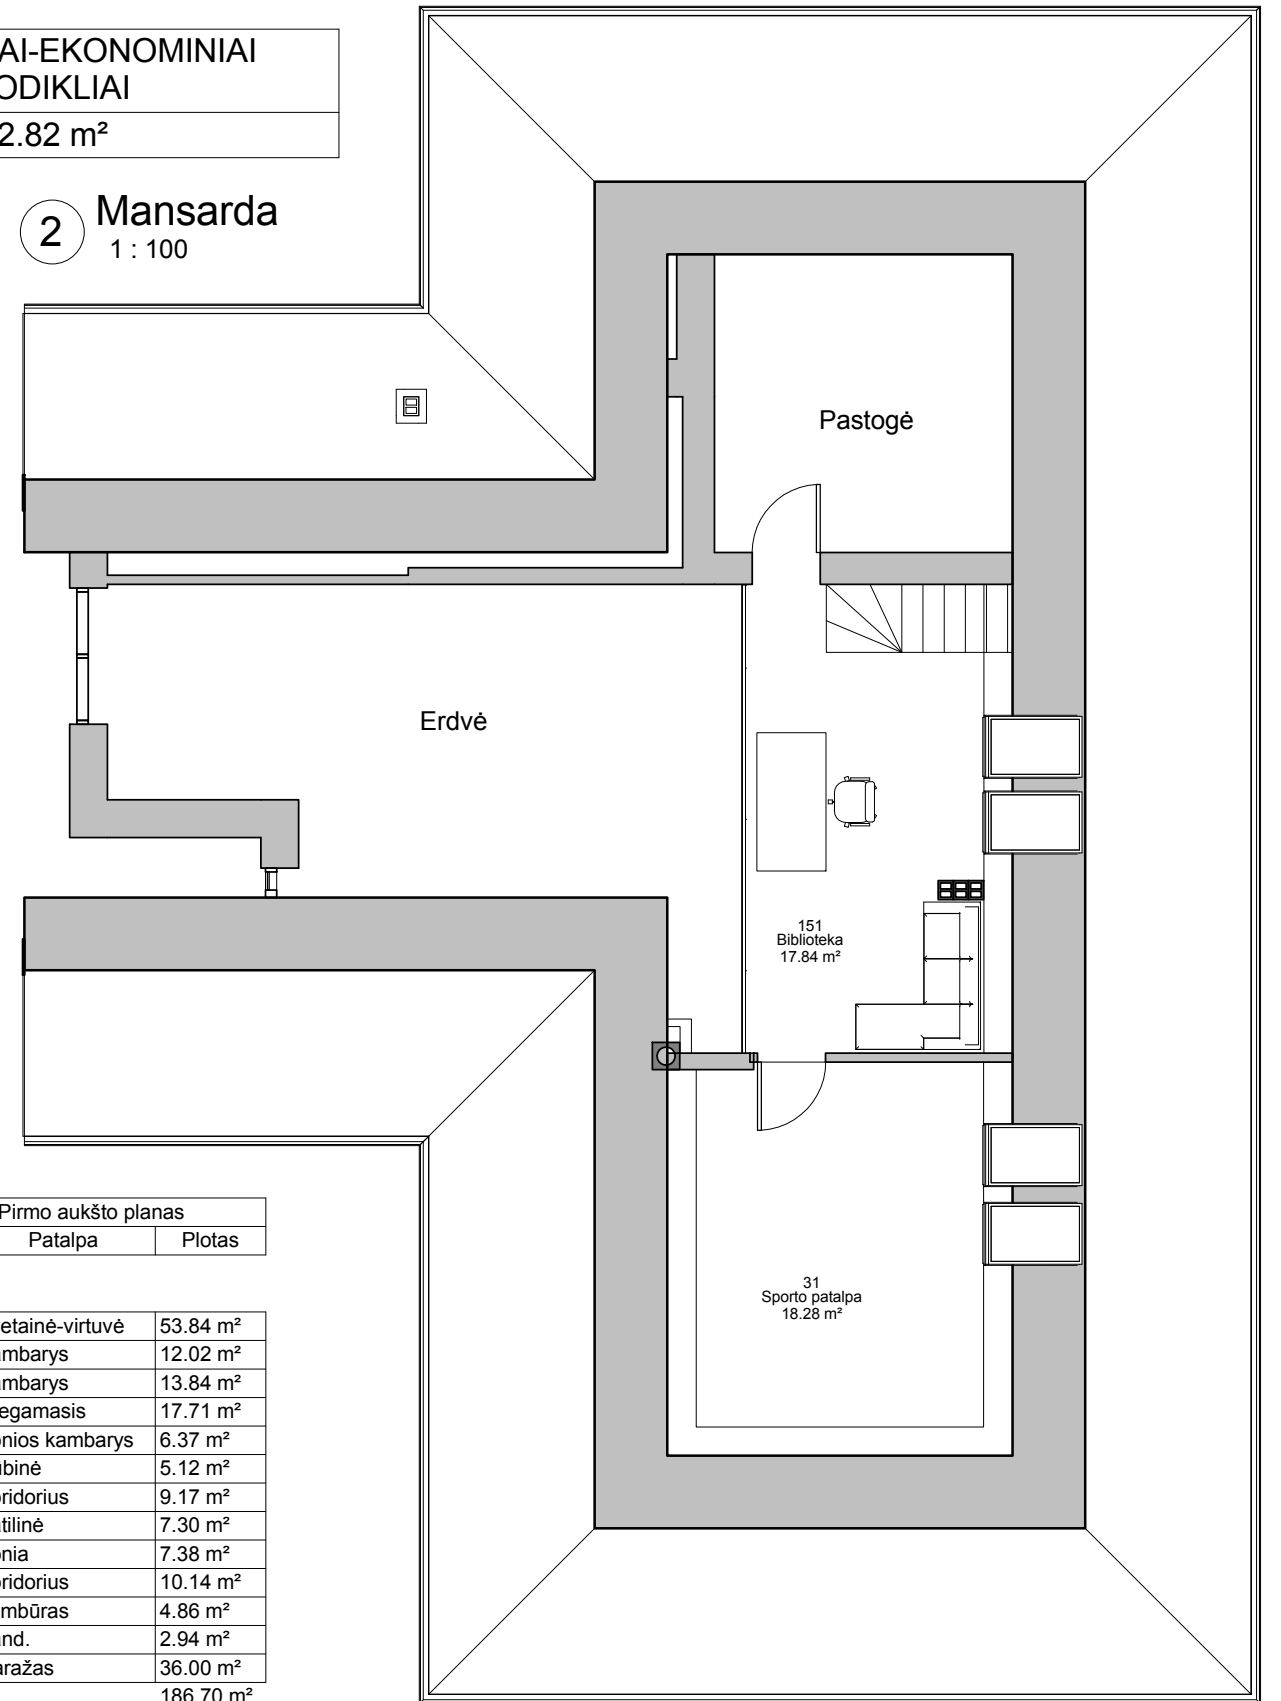 AI-EKONOMINIAI
ODIKLIAI
2.82 m²
2 Mansarda
1 : 100
Pastogė
Erdvė
151
Biblioteka
17.84 m²
31
Sporto patalpa
18.28 m²
Pirmo aukšto planas
Patalpa Plotas
etainė-virtuvė 53.84 m²
ambarys 12.02 m²
ambarys 13.84 m²
egamasis 17.71 m²
onios kambarys 6.37 m²
ubinė 5.12 m²
oridorius 9.17 m²
atilinė 7.30 m²
onia 7.38 m²
oridorius 10.14 m²
ambūras 4.86 m²
and. 2.94 m²
aražas 36.00 m²
186.70 m²